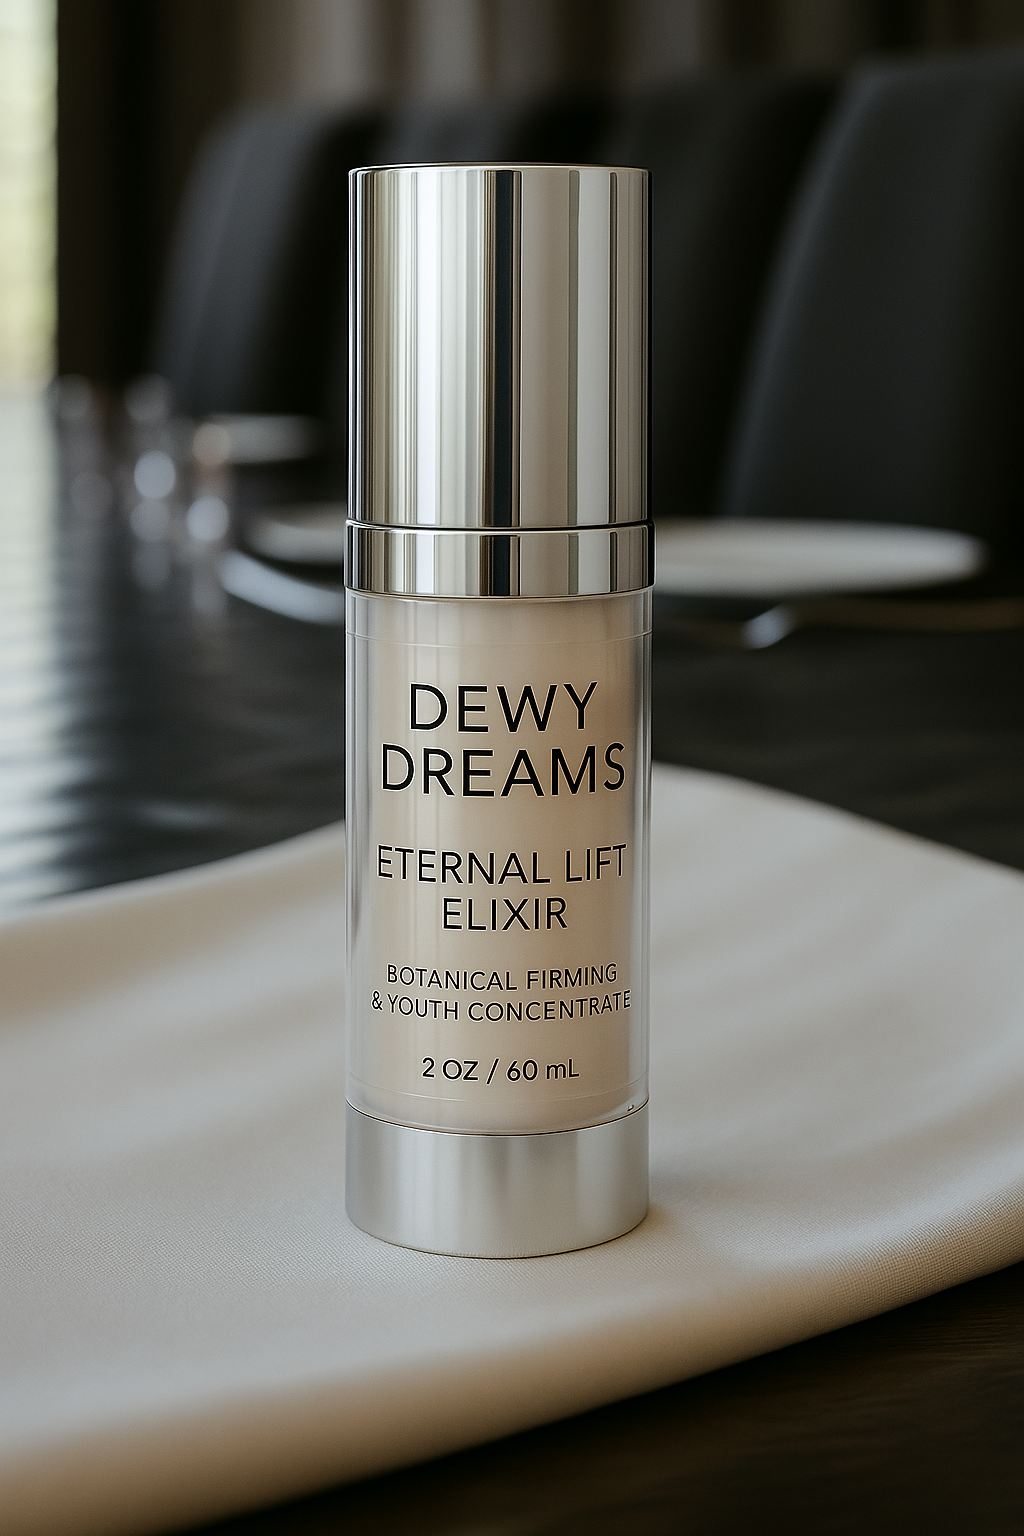 DEWY
DREAMS
ETERNAL LIFT
ELIXIR
BOTANICAL FIRMING
& YOUTH CONCENTRATE
2 OZ / 60 mL